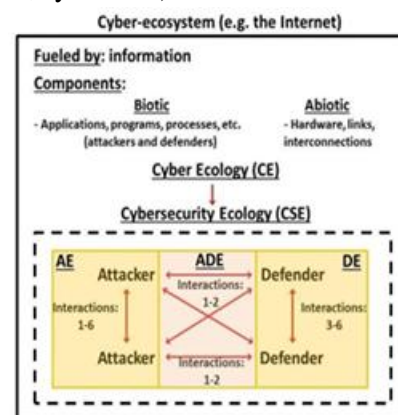 Cyber-ecosystem (e.g. the Internet)
Fueled by: information
Components:
Biotic
- Applications, programs, processes, etc.
(attackers and defenders)
Abiotic
- Hardware, links,
interconnections
Cyber Ecology (CE)
Cybersecurity Ecology (CSE)
AE
ADE
DE
Attacker
Defender
Interactions:
1-2
Interactions:
1-6
Interactions:
3-6
Attacker
Defender
Interactions:
1-2